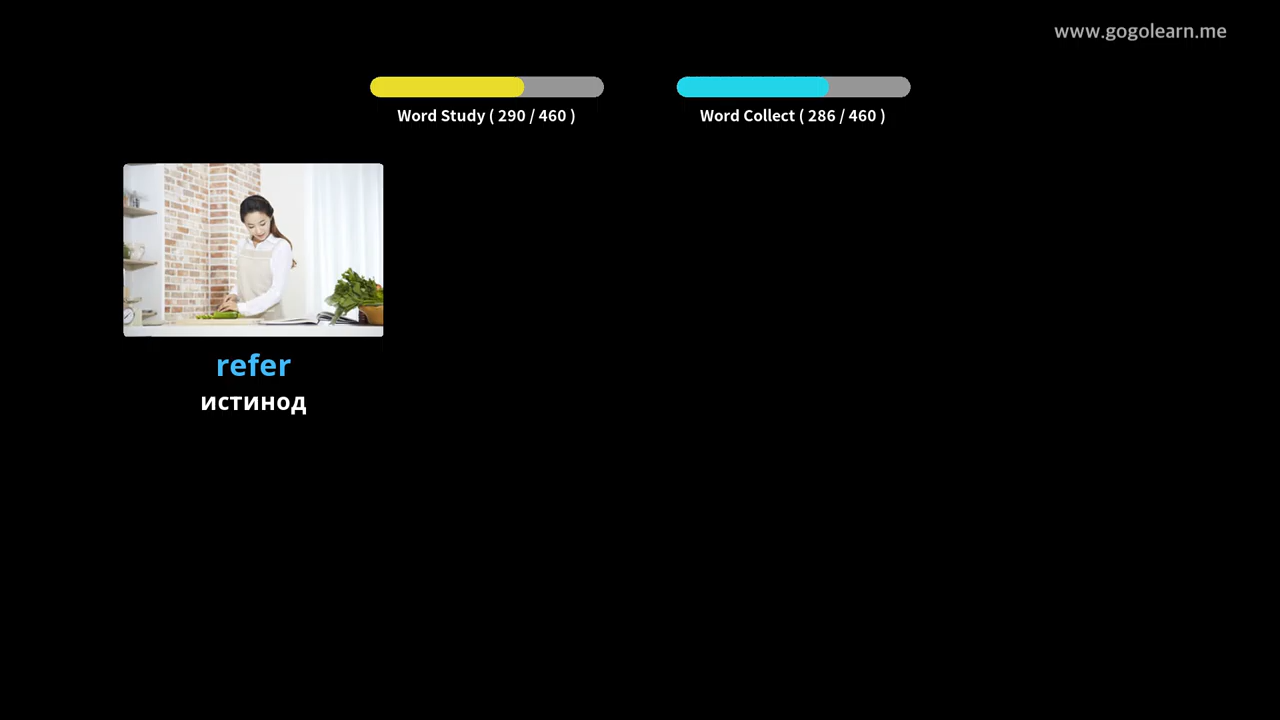 www.gogolearn.me
Word Study ( 290 / 460 )
Word Collect ( 286 / 460 )
refer
истинод